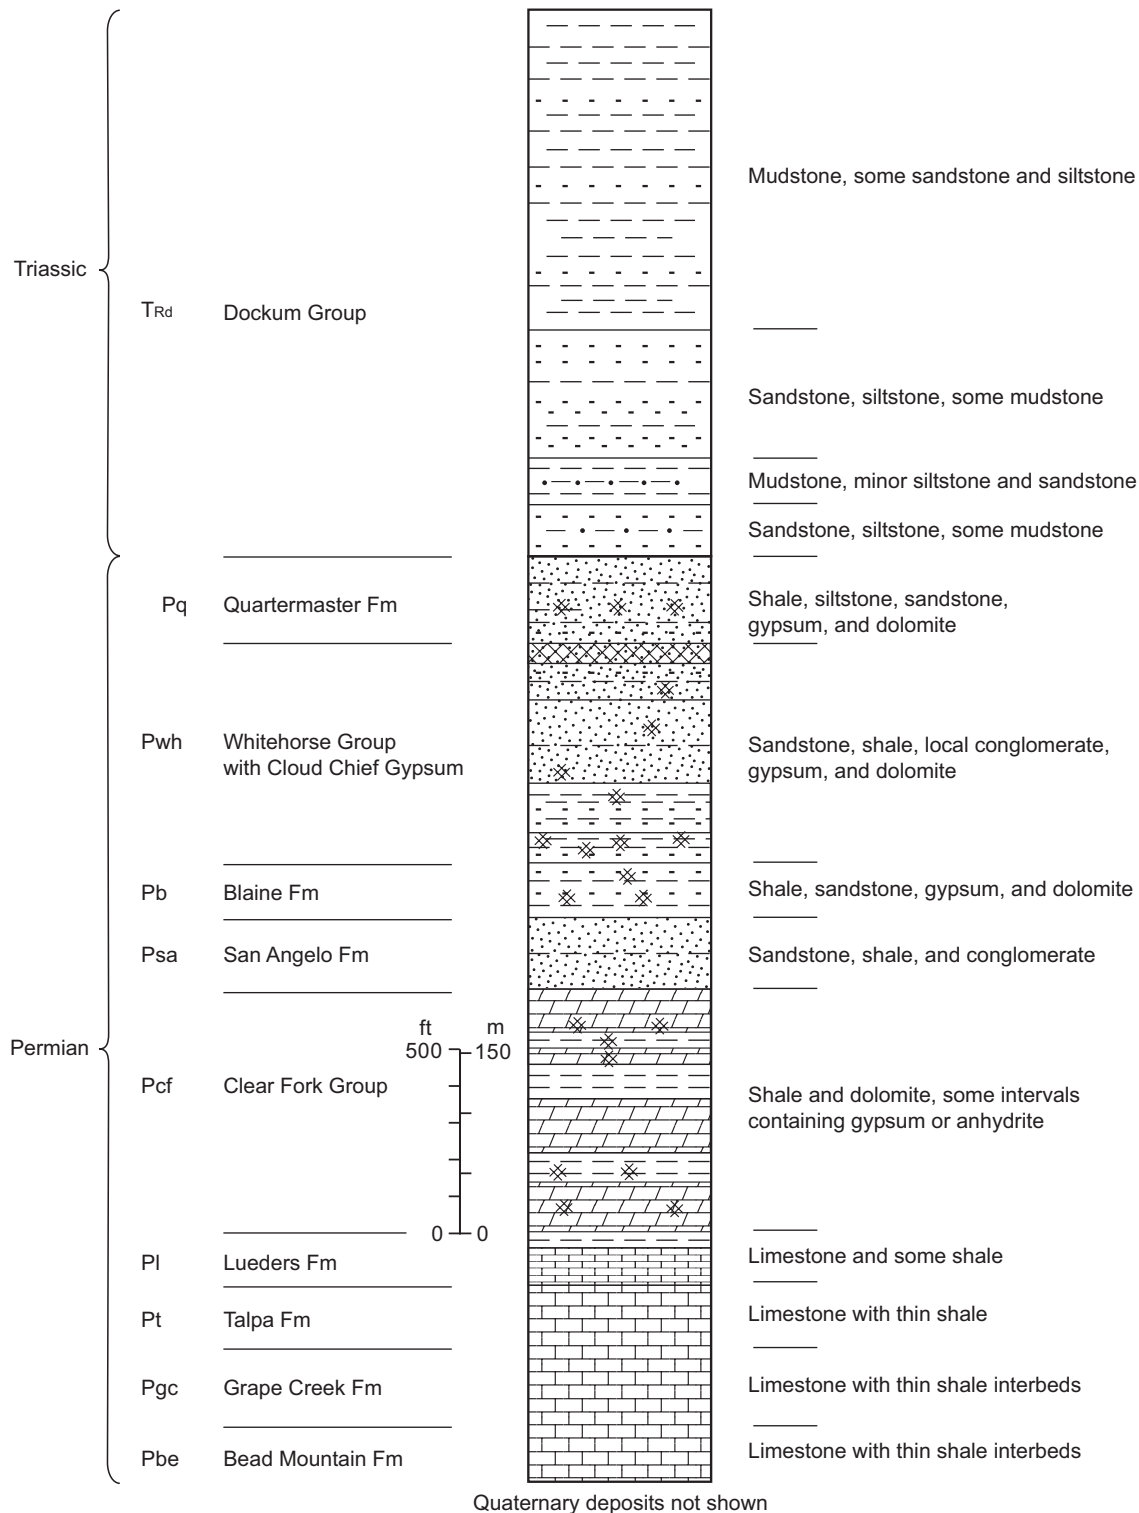 Mudstone, some sandstone and siltstone
Triassic
TRd Dockum Group
Sandstone, siltstone, some mudstone
Mudstone, minor siltstone and sandstone
Sandstone, siltstone, some mudstone
Pq Quartermaster Fm
Shale, siltstone, sandstone,
gypsum, and dolomite
Pwh Whitehorse Group
with Cloud Chief Gypsum
Sandstone, shale, local conglomerate,
gypsum, and dolomite
Pb Blaine Fm
Shale, sandstone, gypsum, and dolomite
Psa San Angelo Fm
Sandstone, shale, and conglomerate
Permian
ft m
500 150
Pcf Clear Fork Group
Shale and dolomite, some intervals
containing gypsum or anhydrite
0 0
Pl Lueders Fm
Limestone and some shale
Pt Talpa Fm
Limestone with thin shale
Pgc Grape Creek Fm
Limestone with thin shale interbeds
Pbe Bead Mountain Fm
Limestone with thin shale interbeds
Quaternary deposits not shown